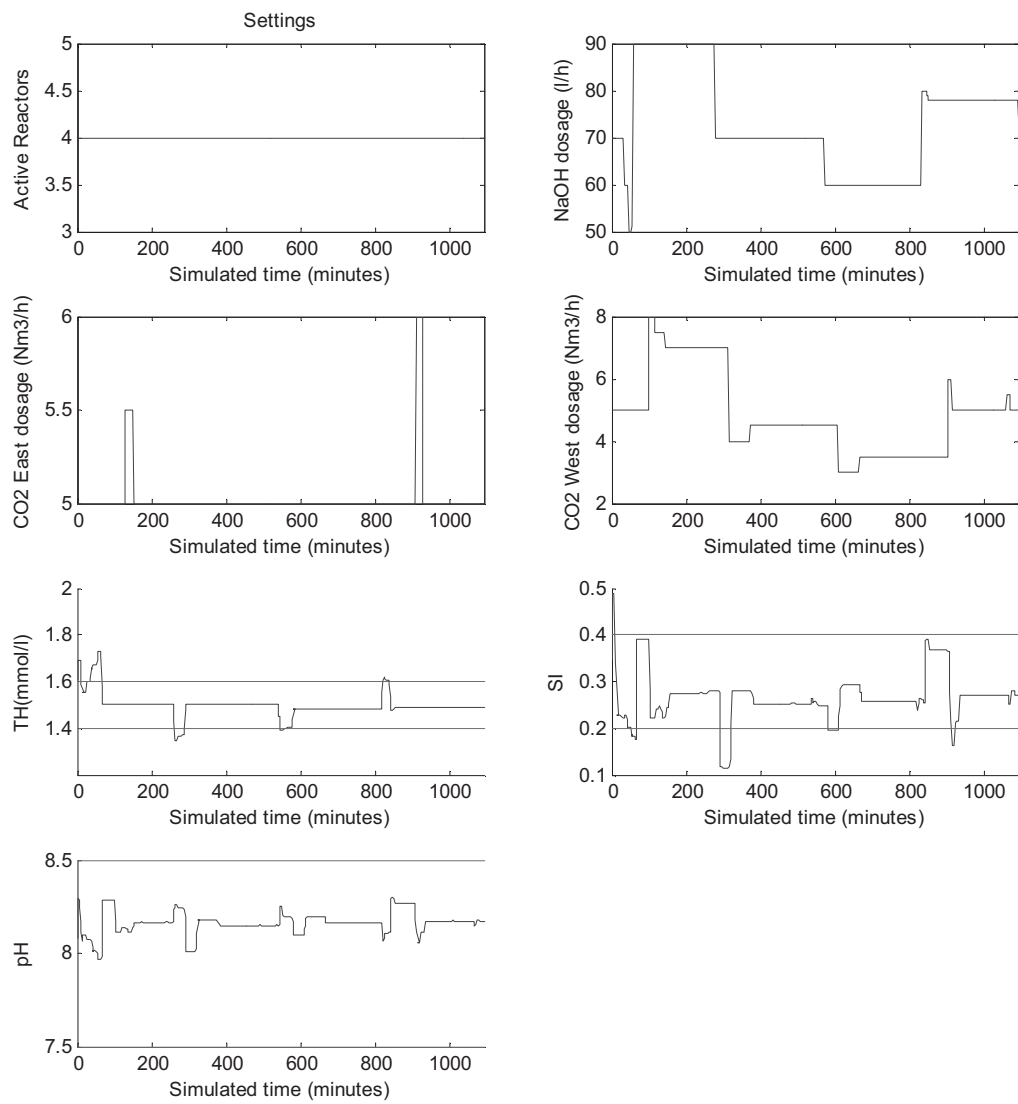 Settings
5
4.5
4
3.5
3
Active Reactors
0 200 400 600 800 1000
Simulated time (minutes)
90
80
70
60
50
NaOH dosage (l/h)
0 200 400 600 800 1000
Simulated time (minutes)
6
5.5
5
CO2 East dosage (Nm3/h)
0 200 400 600 800 1000
Simulated time (minutes)
8
6
4
2
CO2 West dosage (Nm3/h)
0 200 400 600 800 1000
Simulated time (minutes)
2
1.8
1.6
1.4
TH(mmol/l)
0 200 400 600 800 1000
Simulated time (minutes)
0.5
0.4
0.3
0.2
0.1
SI
0 200 400 600 800 1000
Simulated time (minutes)
8.5
8
7.5
pH
0 200 400 600 800 1000
Simulated time (minutes)